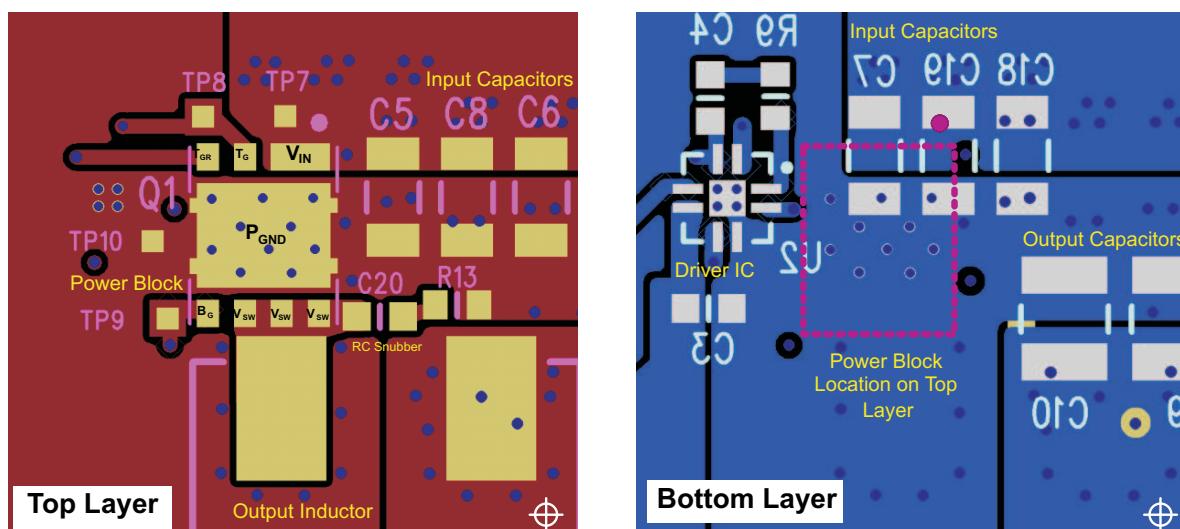 TP8
TP7
Input Capacitors
C5
C8
C6
TGR
TG
VIN
Q1
PGND
TP10
Power Block
C20
R13
TP9
BG
VSW
VSW
VSW
RC Snubber
Top Layer
Output Inductor
C4
R9
Input Capacitors
C7
C19
C18
Driver IC
U2
Output Capacitors
C3
Power Block
Location on Top
Layer
C10
9
Bottom Layer